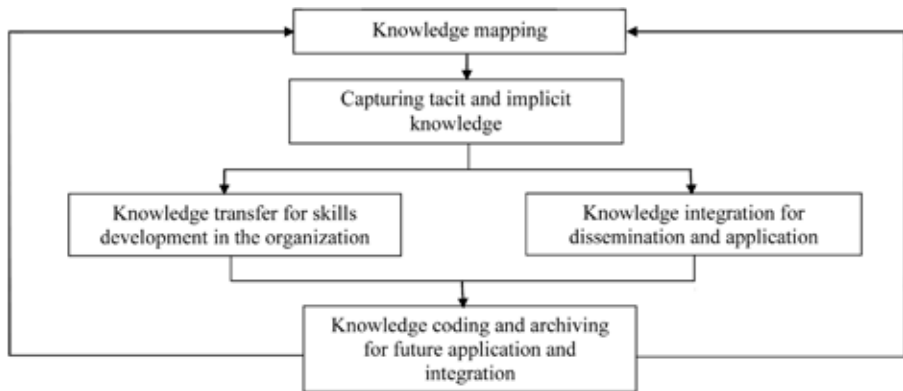 Knowledge mapping
Capturing tacit and implicit
knowledge
Knowledge transfer for skills
development in the organization
Knowledge integration for
dissemination and application
Knowledge coding and archiving
for future application and
integration